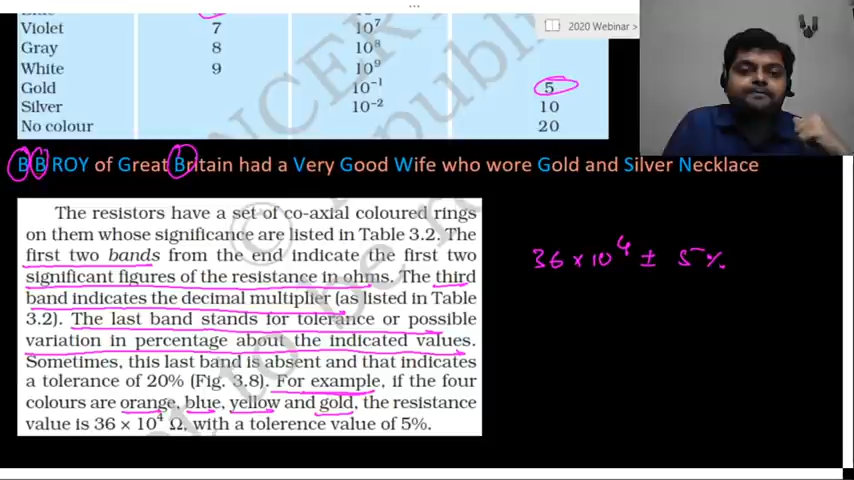 Violet 7 10^7
2020 Webinar >
Gray 8 10^8
White 9 10^9
Gold 10^-1 5
Silver 10^-2 10
No colour 20
B B ROY of Great Britain had a Very Good Wife who wore Gold and Silver Necklace
The resistors have a set of co-axial coloured rings
on them whose significance are listed in Table 3.2. The
first two bands from the end indicate the first two
significant figures of the resistance in ohms. The third
band indicates the decimal multiplier (as listed in Table
3.2). The last band stands for tolerance or possible
variation in percentage about the indicated values.
Sometimes, this last band is absent and that indicates
a tolerance of 20% (Fig. 3.8). For example, if the four
colours are orange, blue, yellow and gold, the resistance
value is 36 × 10^4 Ω, with a tolerence value of 5%.
36 × 10^4 ± 5%